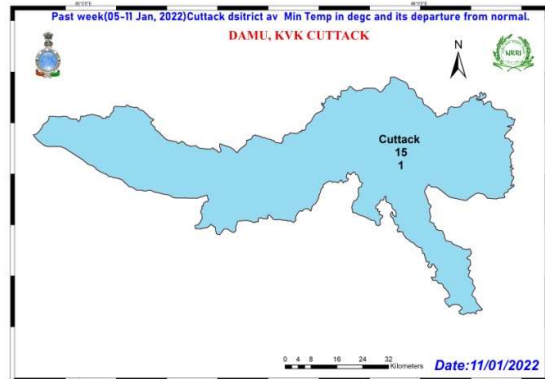 Past week(05-11 Jan, 2022)Cuttack dsitrict av Min Temp in degc and its departure from normal.
DAMU, KVK CUTTACK
N
NRRI
Cuttack
15
1
0 4 8 16 24 32
Kilometers
Date:11/01/2022